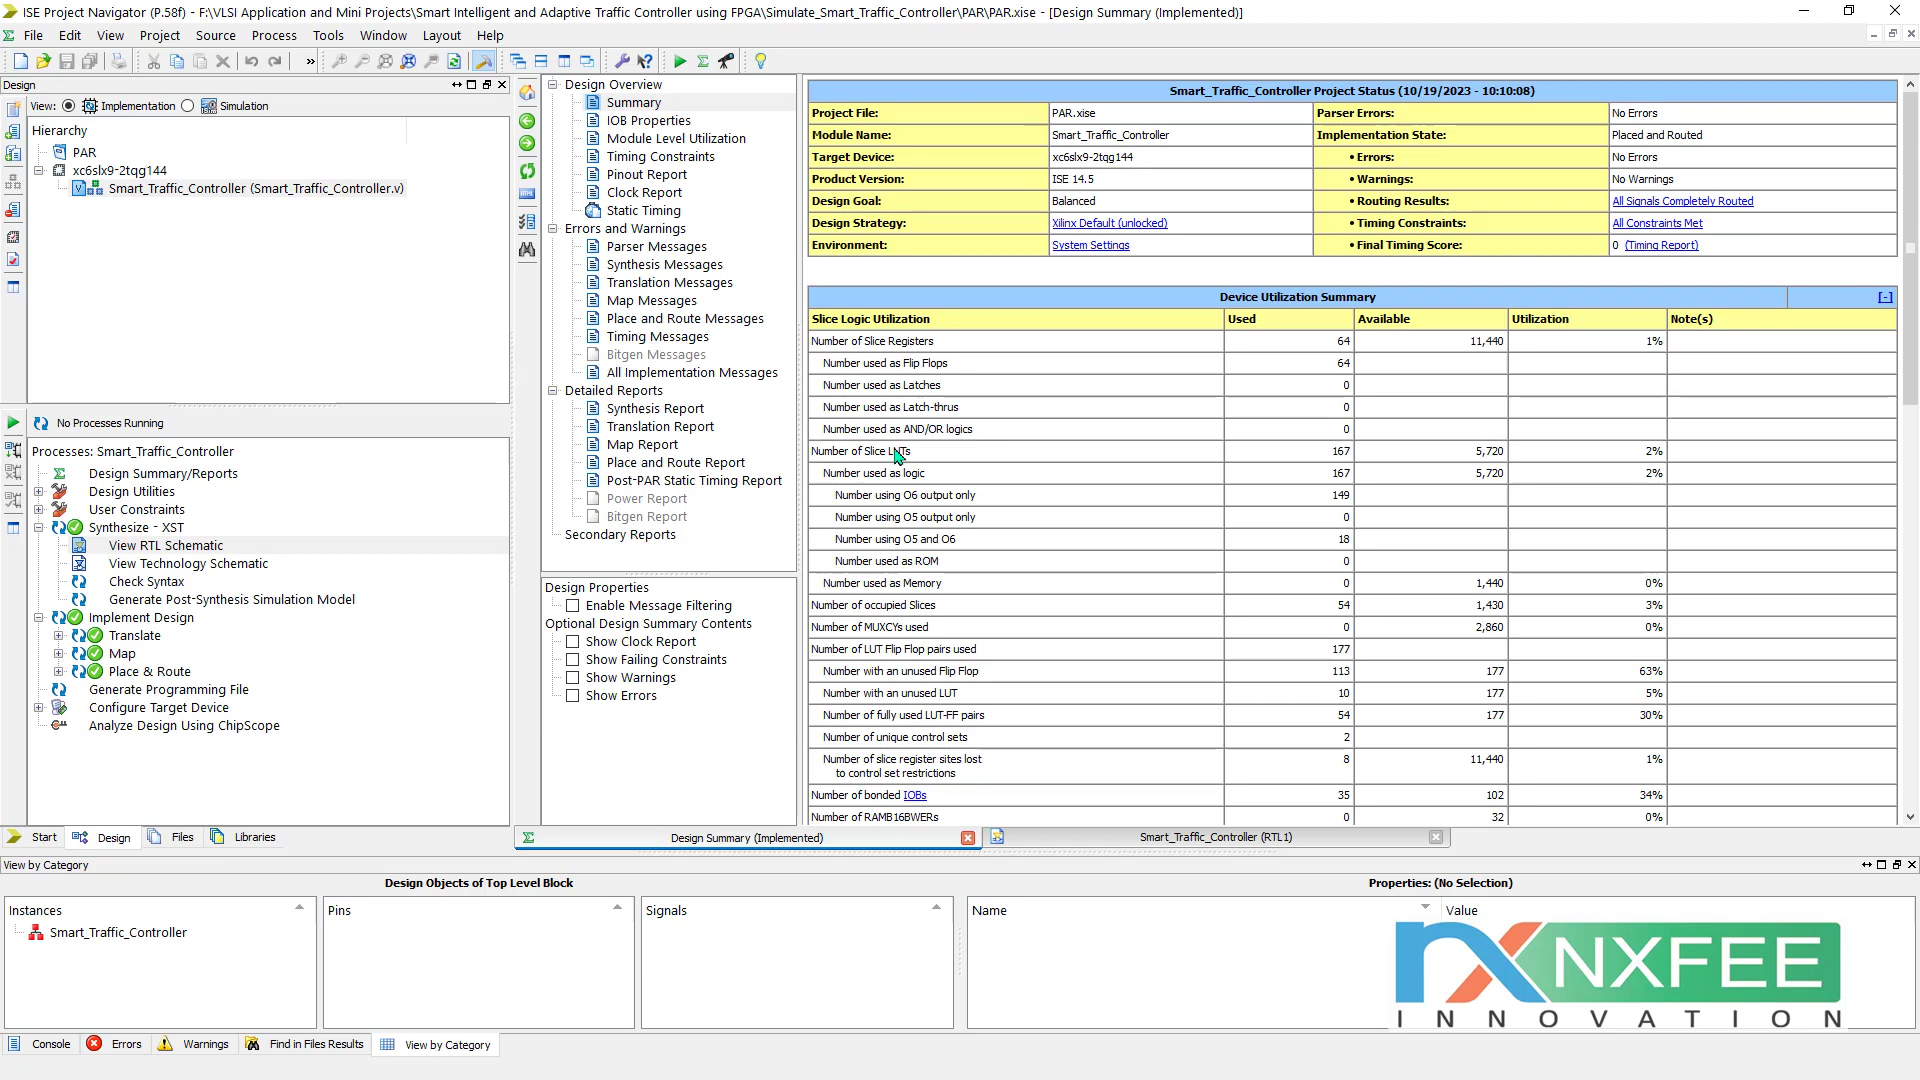 ISE Project Navigator (P.58f) - F:\VLSI Application and Mini Projects\Smart Intelligent and Adaptive Traffic Controller using FPGA\Simulate_Smart_Traffic_Controller\PAR\PAR.xise - [Design Summary (Implemented)]
File Edit View Project Source Process Tools Window Layout Help
»
Design
View: Implementation Simulation
Hierarchy
PAR
xc6slx9-2tqg144
Smart_Traffic_Controller (Smart_Traffic_Controller.v)
No Processes Running
Processes: Smart_Traffic_Controller
Design Summary/Reports
Design Utilities
User Constraints
Synthesize - XST
View RTL Schematic
View Technology Schematic
Check Syntax
Generate Post-Synthesis Simulation Model
Implement Design
Translate
Map
Place & Route
Generate Programming File
Configure Target Device
Analyze Design Using ChipScope
Start Design Files Libraries
Design Overview
Summary
IOB Properties
Module Level Utilization
Timing Constraints
Pinout Report
Clock Report
Static Timing
Errors and Warnings
Parser Messages
Synthesis Messages
Translation Messages
Map Messages
Place and Route Messages
Timing Messages
Bitgen Messages
All Implementation Messages
Detailed Reports
Synthesis Report
Translation Report
Map Report
Place and Route Report
Post-PAR Static Timing Report
Power Report
Bitgen Report
Secondary Reports
Design Properties
Enable Message Filtering
Optional Design Summary Contents
Show Clock Report
Show Failing Constraints
Show Warnings
Show Errors
Smart_Traffic_Controller Project Status (10/19/2023 - 10:10:08)
Project File: PAR.xise Parser Errors: No Errors
Module Name: Smart_Traffic_Controller Implementation State: Placed and Routed
Target Device: xc6slx9-2tqg144 • Errors: No Errors
Product Version: ISE 14.5 • Warnings: No Warnings
Design Goal: Balanced • Routing Results: All Signals Completely Routed
Design Strategy: Xilinx Default (unlocked) • Timing Constraints: All Constraints Met
Environment: System Settings • Final Timing Score: 0 (Timing Report)
Device Utilization Summary [-]
Slice Logic Utilization Used Available Utilization Note(s)
Number of Slice Registers 64 11,440 1%
Number used as Flip Flops 64
Number used as Latches 0
Number used as Latch-thrus 0
Number used as AND/OR logics 0
Number of Slice LUTs 167 5,720 2%
Number used as logic 167 5,720 2%
Number using O6 output only 149
Number using O5 output only 0
Number using O5 and O6 18
Number used as ROM 0
Number used as Memory 0 1,440 0%
Number of occupied Slices 54 1,430 3%
Number of MUXCYs used 0 2,860 0%
Number of LUT Flip Flop pairs used 177
Number with an unused Flip Flop 113 177 63%
Number with an unused LUT 10 177 5%
Number of fully used LUT-FF pairs 54 177 30%
Number of unique control sets 2
Number of slice register sites lost
to control set restrictions 8 11,440 1%
Number of bonded IOBs 35 102 34%
Number of RAMB16BWERs 0 32 0%
Design Summary (Implemented) Smart_Traffic_Controller (RTL1)
View by Category
Design Objects of Top Level Block Properties: (No Selection)
Instances Pins Signals Name Value
Smart_Traffic_Controller
NXFEE
INNOVATION
Console Errors Warnings Find in Files Results View by Category